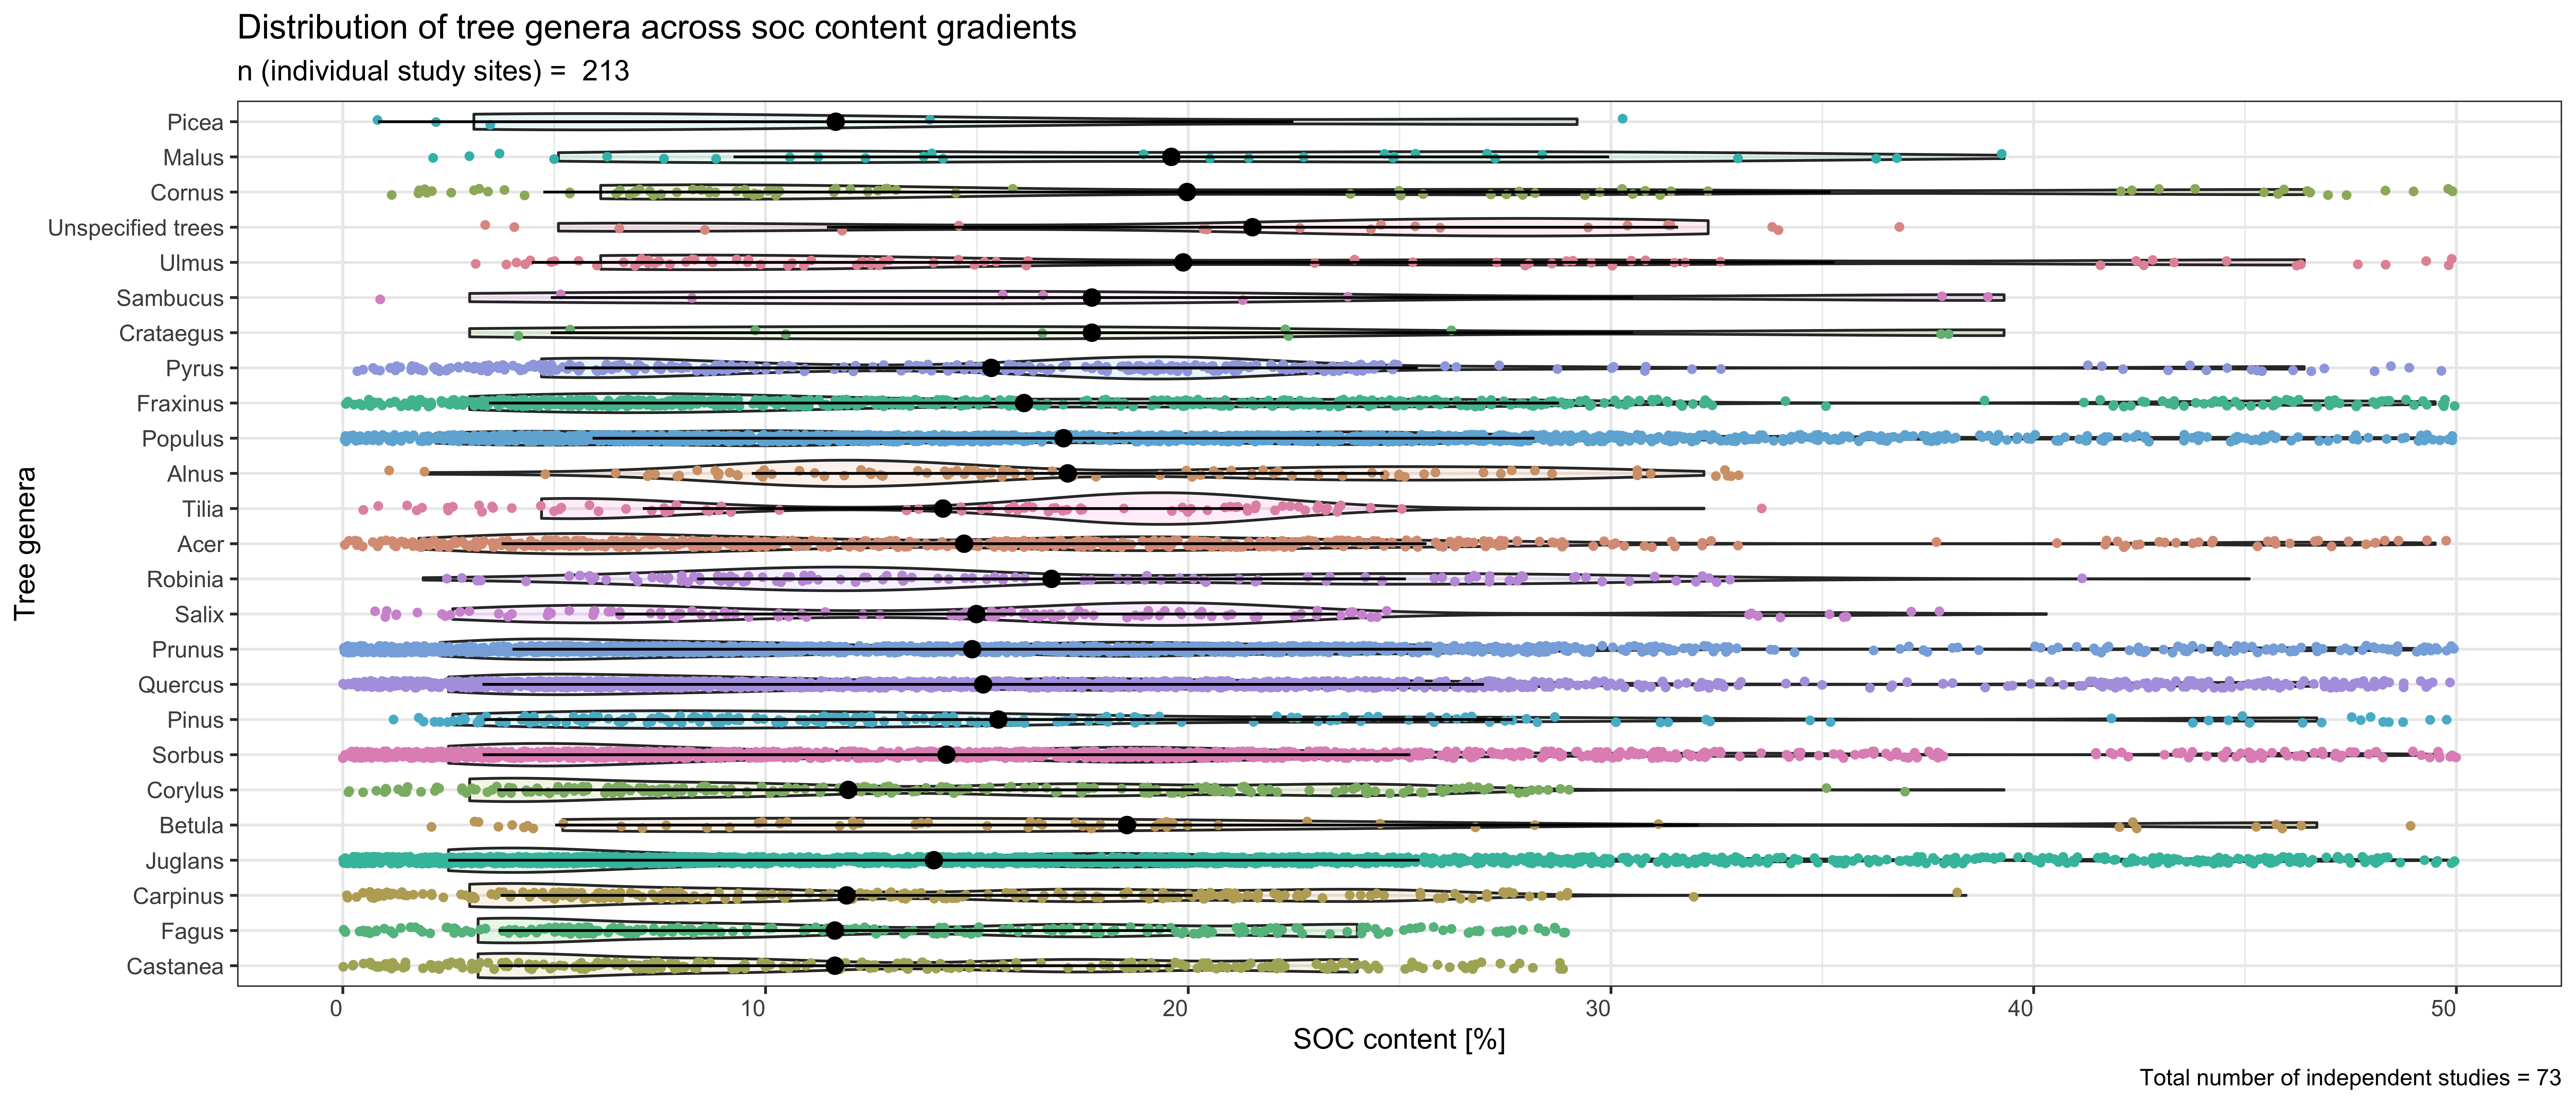 Distribution of tree genera across soc content gradients
n (individual study sites) =  213
Tree genera
Picea
Malus
Cornus
Unspecified trees
Ulmus
Sambucus
Crataegus
Pyrus
Fraxinus
Populus
Alnus
Tilia
Acer
Robinia
Salix
Prunus
Quercus
Pinus
Sorbus
Corylus
Betula
Juglans
Carpinus
Fagus
Castanea
0 10 20 30 40 50
SOC content [%]
Total number of independent studies = 73